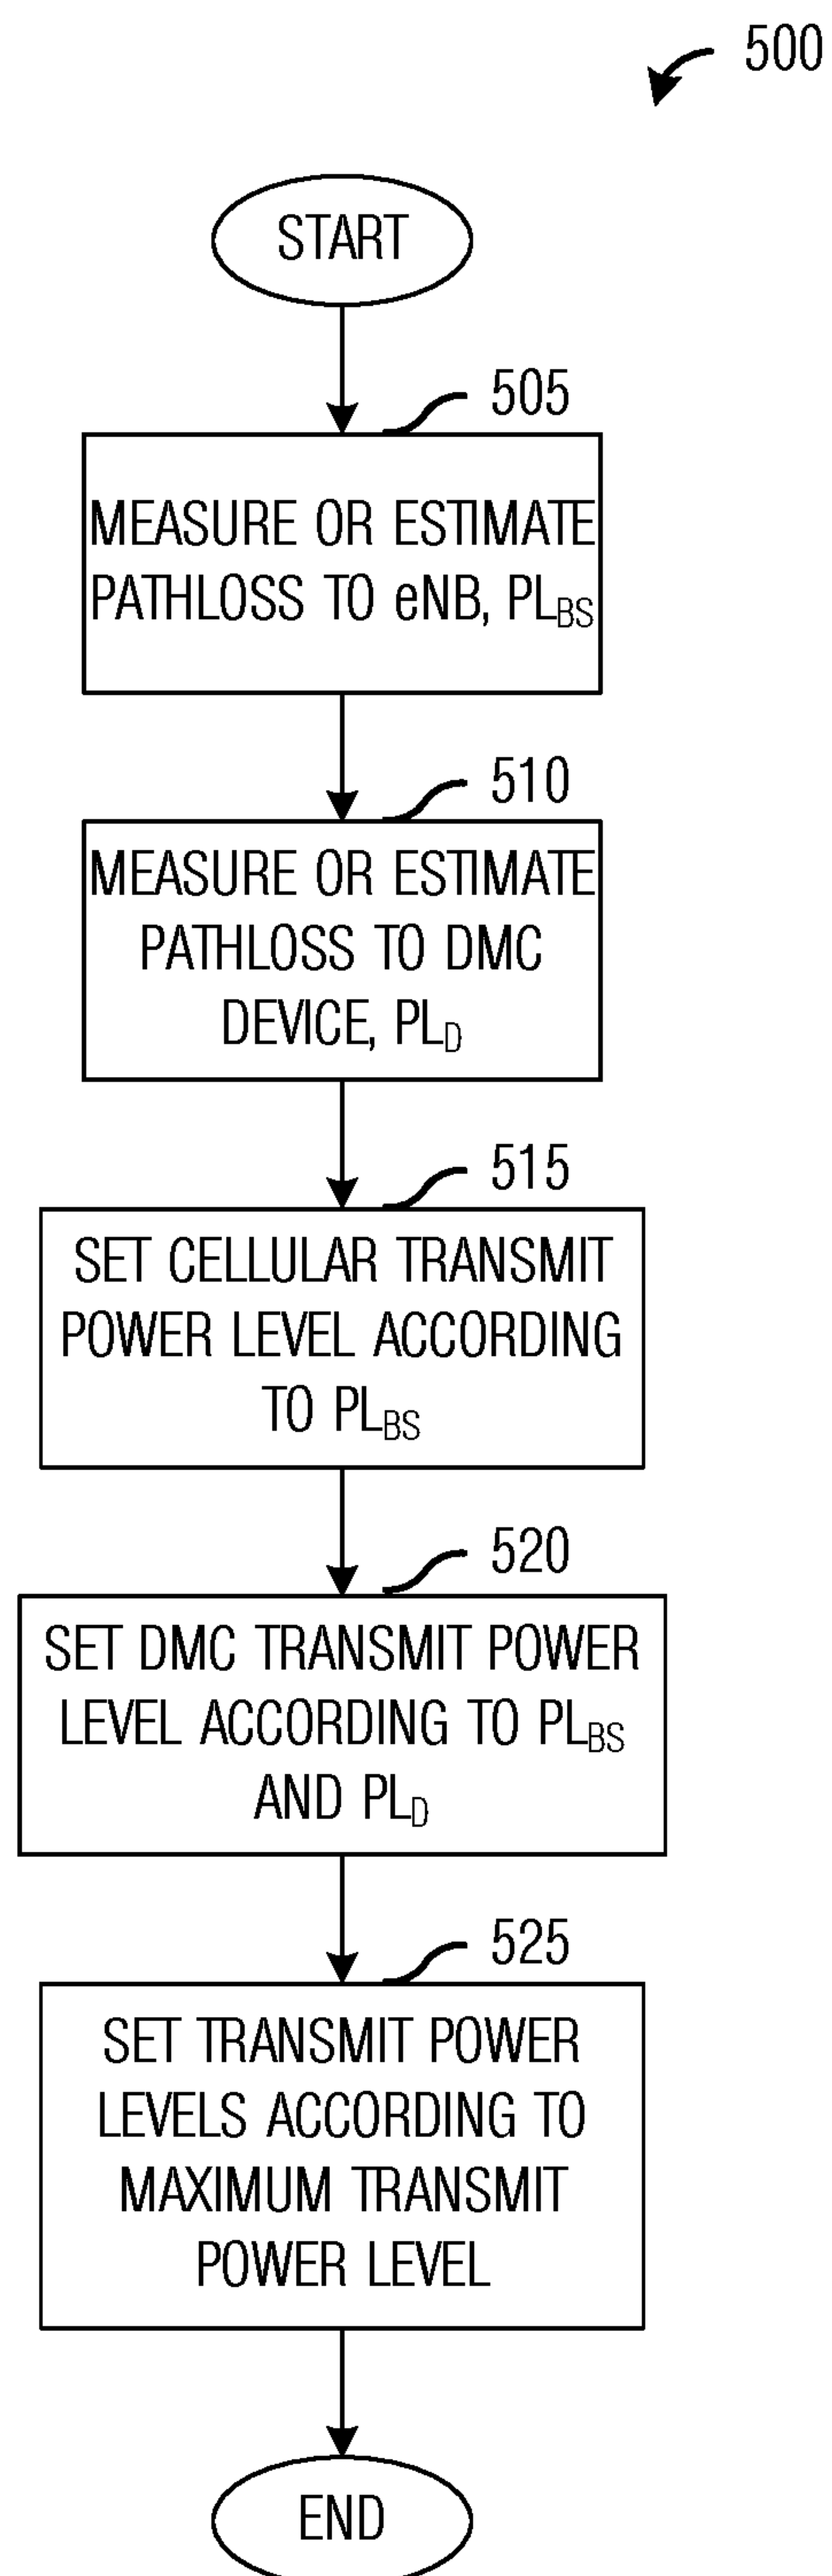 500
START
505
MEASURE OR ESTIMATE
PATHLOSS TO eNB, PLBS
510
MEASURE OR ESTIMATE
PATHLOSS TO DMC
DEVICE, PLD
515
SET CELLULAR TRANSMIT
POWER LEVEL ACCORDING
TO PLBS
520
SET DMC TRANSMIT POWER
LEVEL ACCORDING TO PLBS
AND PLD
525
SET TRANSMIT POWER
LEVELS ACCORDING TO
MAXIMUM TRANSMIT
POWER LEVEL
END